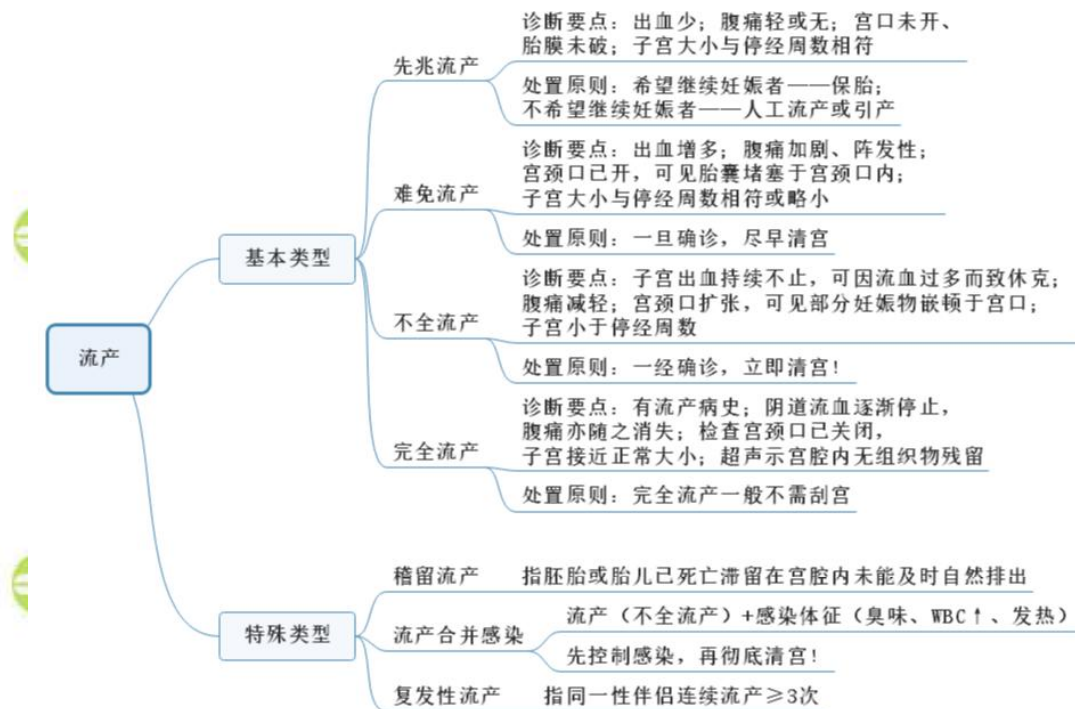 流产
基本类型
先兆流产
诊断要点：出血少；腹痛轻或无；宫口未开、
胎膜未破；子宫大小与停经周数相符
处置原则：希望继续妊娠者——保胎；
不希望继续妊娠者——人工流产或引产
难免流产
诊断要点：出血增多；腹痛加剧、阵发性；
宫颈口已开，可见胎囊堵塞于宫颈口内；
子宫大小与停经周数相符或略小
处置原则：一旦确诊，尽早清宫
不全流产
诊断要点：子宫出血持续不止，可因流血过多而致休克；
腹痛减轻；宫颈口扩张，可见部分妊娠物嵌顿于宫口；
子宫小于停经周数
处置原则：一经确诊，立即清宫！
完全流产
诊断要点：有流产病史；阴道流血逐渐停止，
腹痛亦随之消失；检查宫颈口已关闭，
子宫接近正常大小；超声示宫腔内无组织物残留
处置原则：完全流产一般不需刮宫
特殊类型
稽留流产
指胚胎或胎儿已死亡滞留在宫腔内未能及时自然排出
流产合并感染
流产（不全流产）+感染体征（臭味、WBC↑、发热）
先控制感染，再彻底清宫！
复发性流产
指同一性伴侣连续流产≥3次